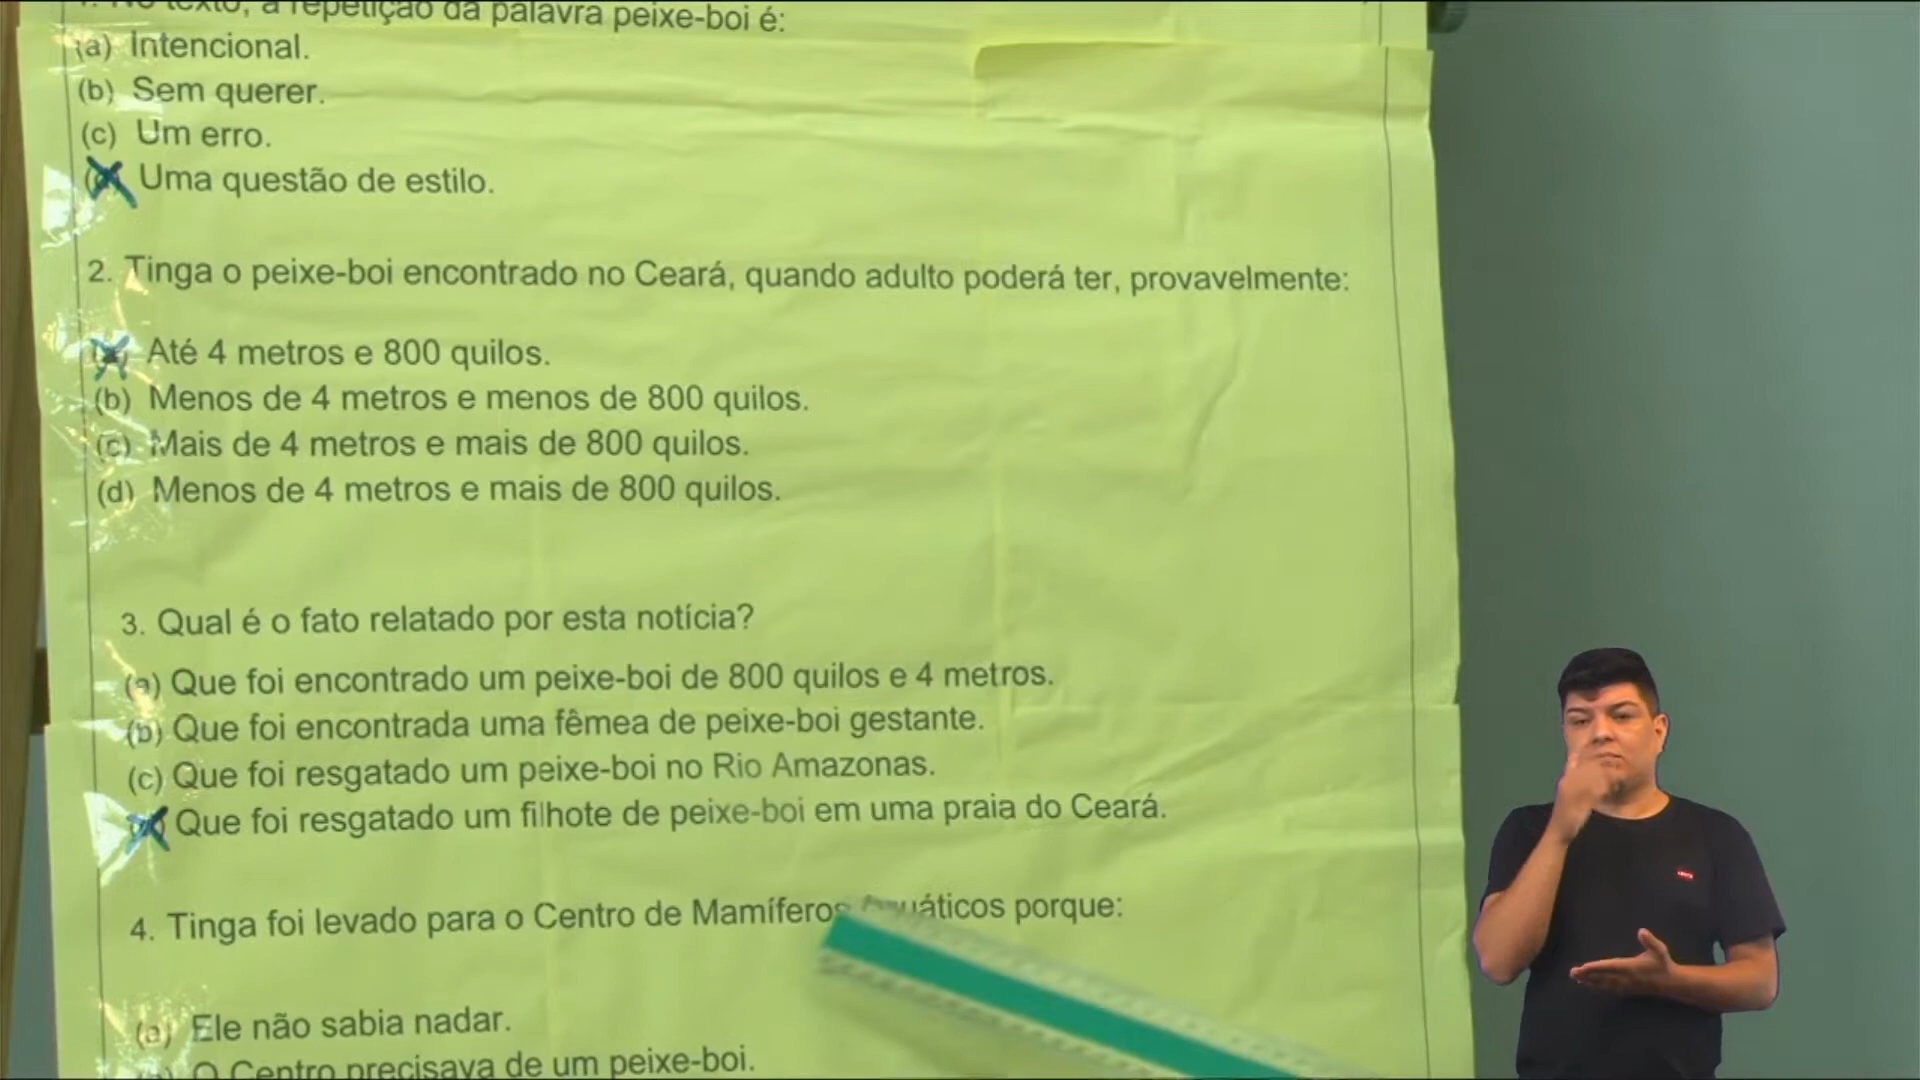 texto, a repetição da palavra peixe-boi é:
(a) Intencional.
(b) Sem querer.
(c) Um erro.
Uma questão de estilo.
2. Tinga o peixe-boi encontrado no Ceará, quando adulto poderá ter, provavelmente:
(a) Até 4 metros e 800 quilos.
(b) Menos de 4 metros e menos de 800 quilos.
(c) Mais de 4 metros e mais de 800 quilos.
(d) Menos de 4 metros e mais de 800 quilos.
3. Qual é o fato relatado por esta notícia?
(a) Que foi encontrado um peixe-boi de 800 quilos e 4 metros.
(b) Que foi encontrada uma fêmea de peixe-boi gestante.
(c) Que foi resgatado um peixe-boi no Rio Amazonas.
Que foi resgatado um filhote de peixe-boi em uma praia do Ceará.
4. Tinga foi levado para o Centro de Mamíferos Aquáticos porque:
(a) Ele não sabia nadar.
O Centro precisava de um peixe-boi.